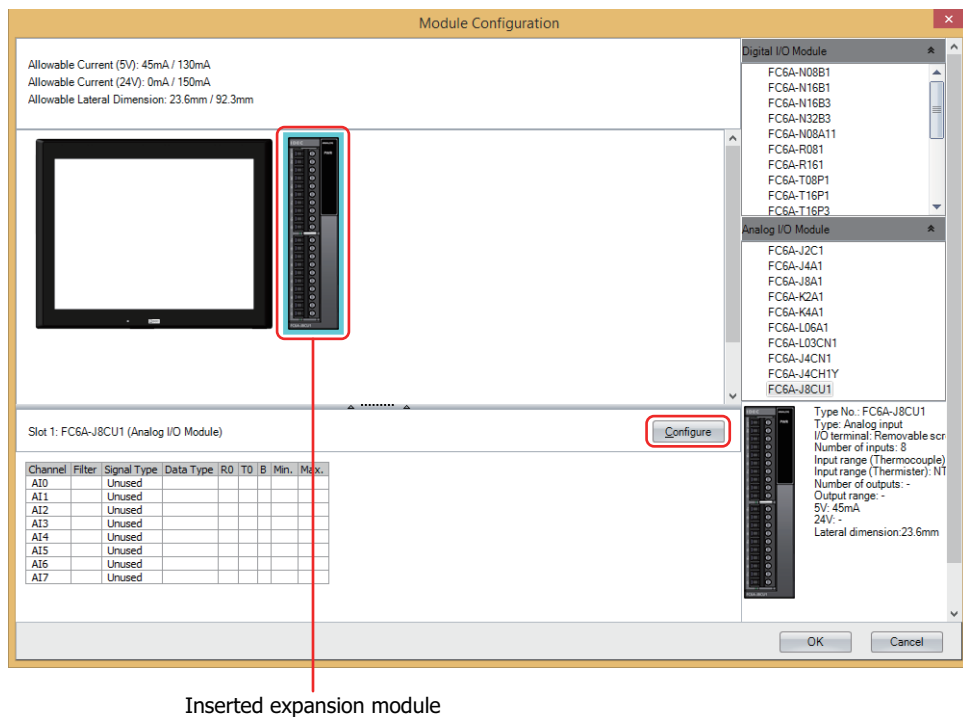 Module Configuration
Allowable Current (5V): 45mA / 130mA
Allowable Current (24V): 0mA / 150mA
Allowable Lateral Dimension: 23.6mm / 92.3mm
Digital I/O Module
FC6A-N08B1
FC6A-N16B1
FC6A-N16B3
FC6A-N32B3
FC6A-N08A11
FC6A-R081
FC6A-R161
FC6A-T08P1
FC6A-T16P1
FC6A-T16P3
Analog I/O Module
FC6A-J2C1
FC6A-J4A1
FC6A-J8A1
FC6A-K2A1
FC6A-K4A1
FC6A-L06A1
FC6A-L03CN1
FC6A-J4CN1
FC6A-J4CH1Y
FC6A-J8CU1
Slot 1: FC6A-J8CU1 (Analog I/O Module)
Configure
Channel Filter Signal Type Data Type R0 T0 B Min. Max.
AI0 Unused
AI1 Unused
AI2 Unused
AI3 Unused
AI4 Unused
AI5 Unused
AI6 Unused
AI7 Unused
Type No.: FC6A-J8CU1
Type: Analog input
I/O terminal: Removable scr
Number of inputs: 8
Input range (Thermocouple)
Input range (Thermister): NT
Number of outputs: -
Output range: -
5V: 45mA
24V: -
Lateral dimension:23.6mm
OK Cancel
Inserted expansion module